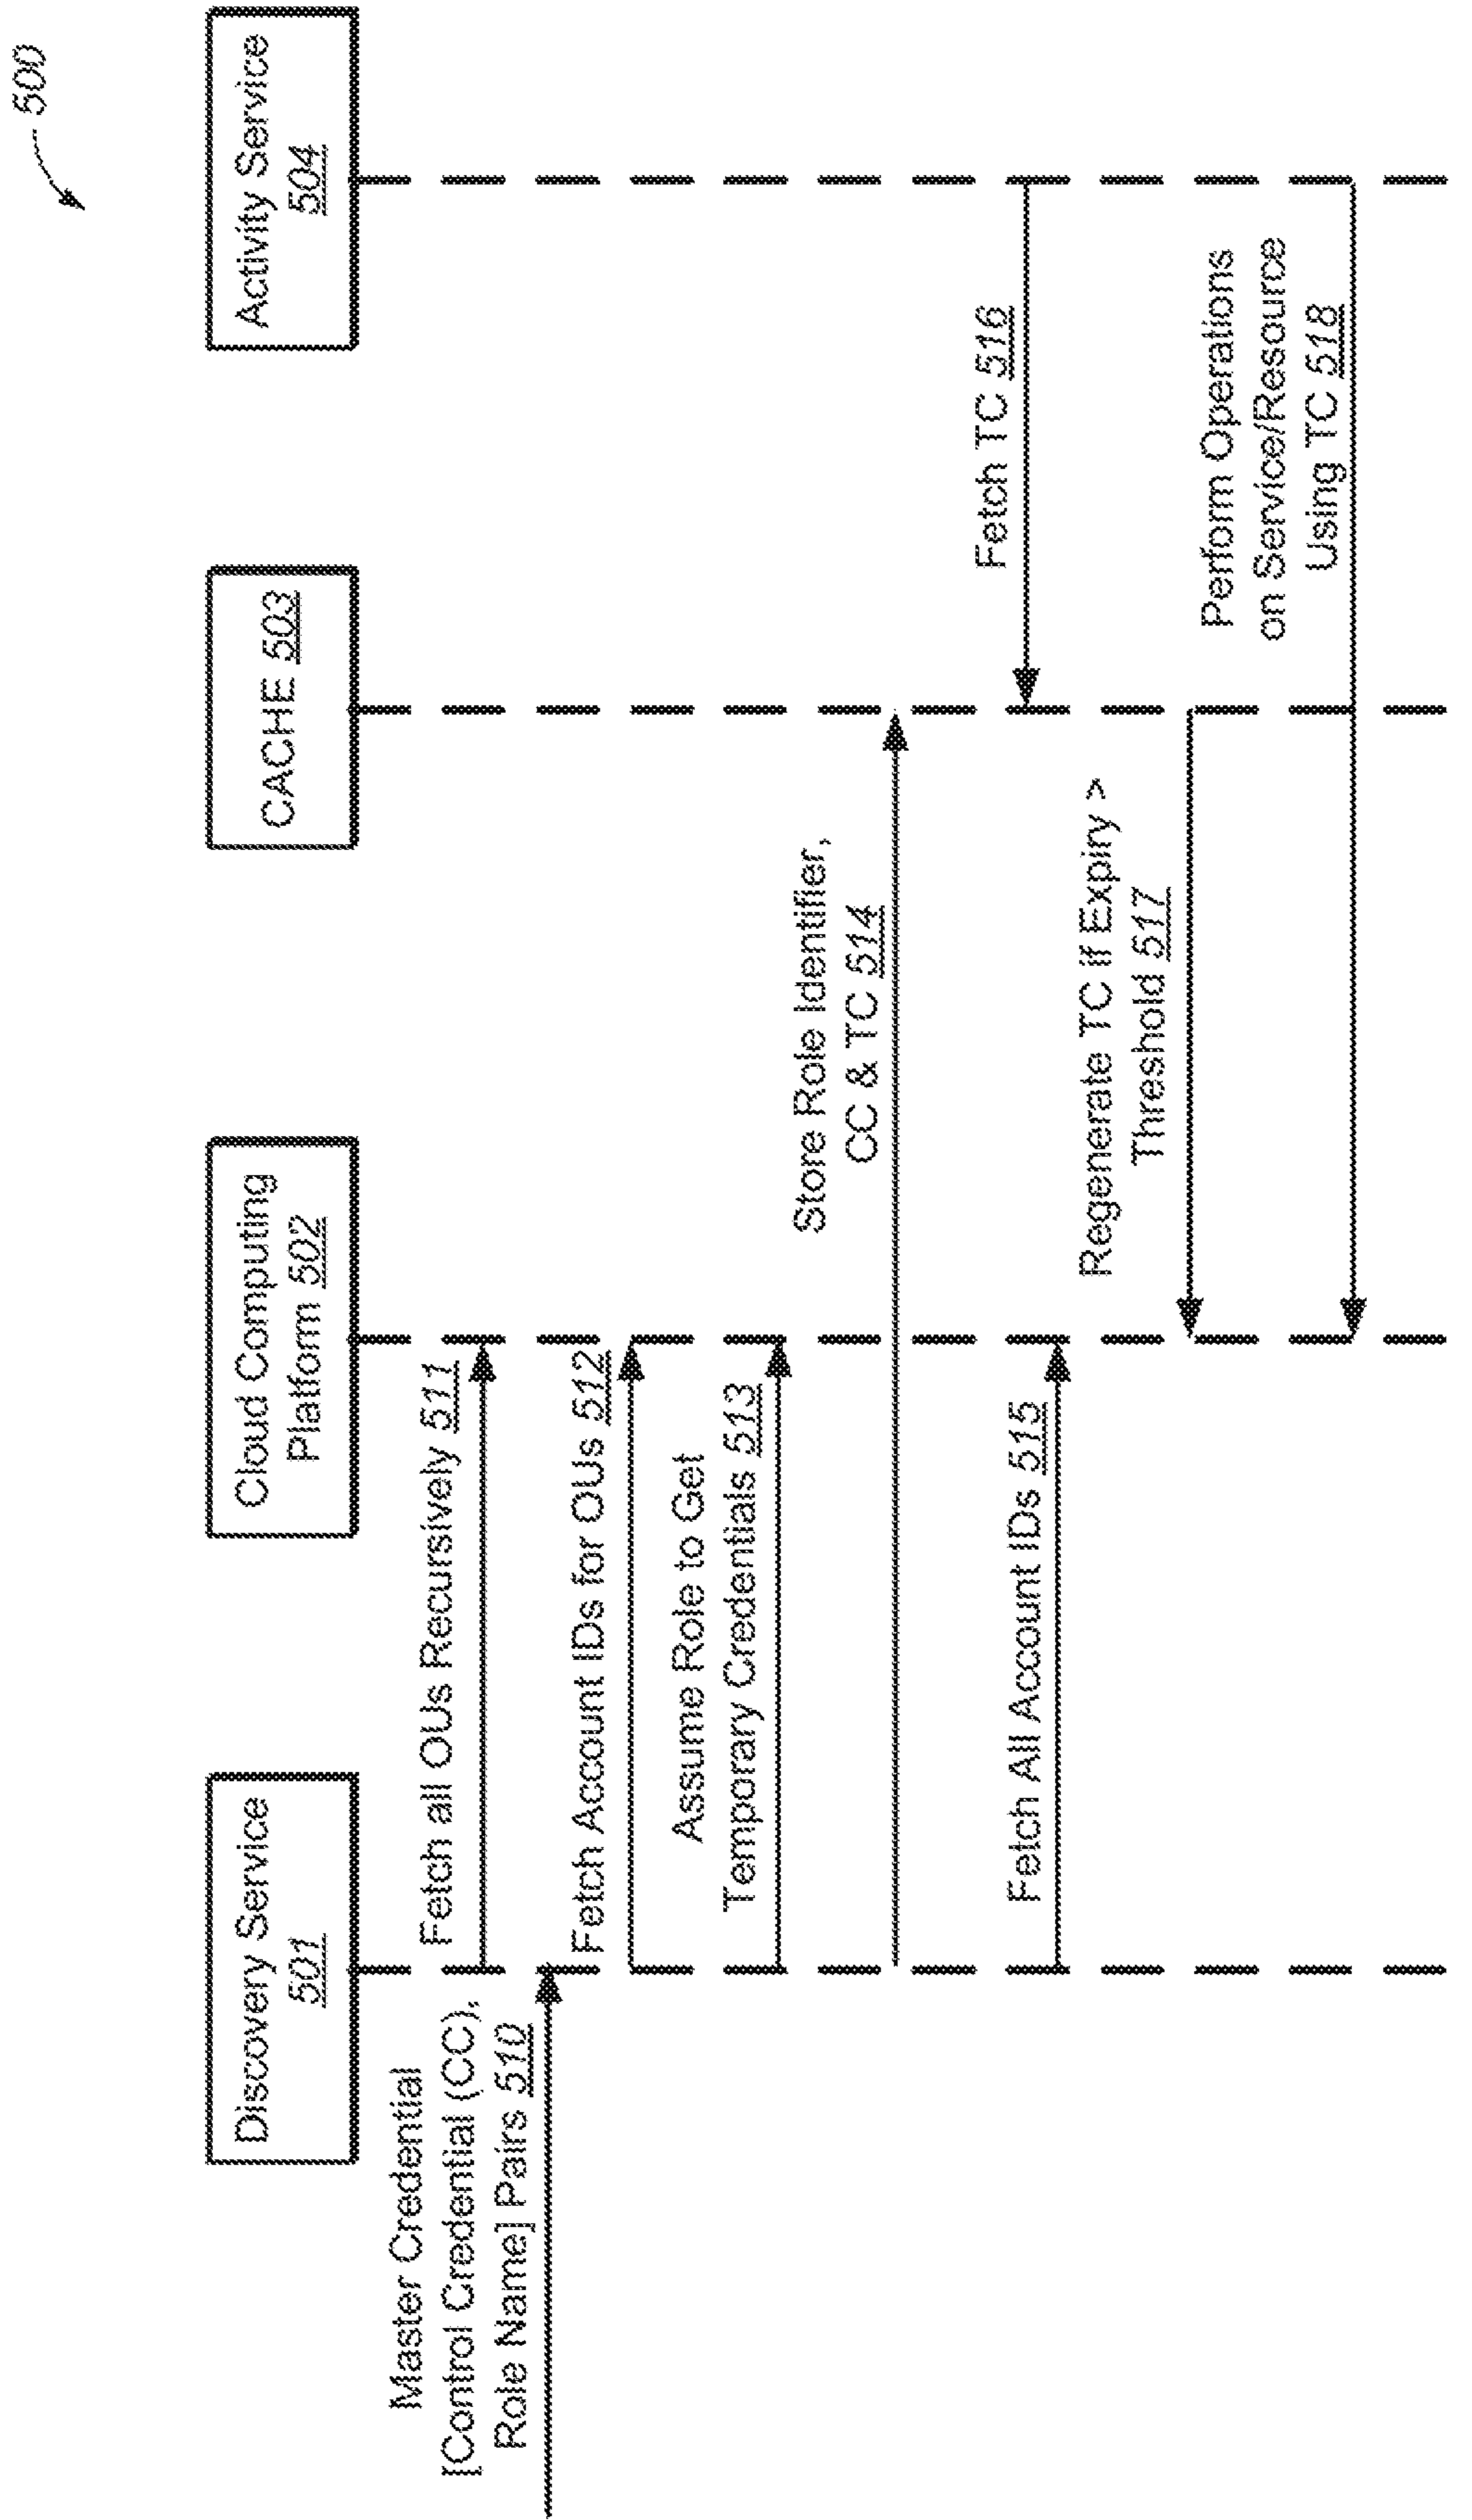 500
Discovery Service
501
Cloud Computing
Platform 502
CACHE 503
Activity Service
504
Master Credential
[Control Credential (CC),
Role Name] Pairs 510
Fetch all OUs Recursively 511
Fetch Account IDs for OUs 512
Assume Role to Get
Temporary Credentials 513
Store Role Identifier,
CC & TC 514
Fetch All Account IDs 515
Fetch TC 516
Regenerate TC if Expiry >
Threshold 517
Perform Operations
on Service/Resource
Using TC 518